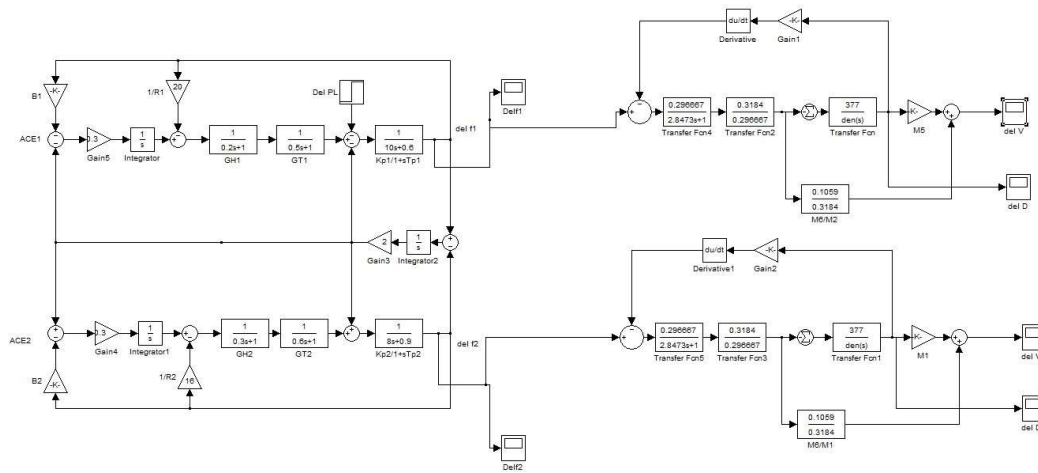 -K-
B1
20
1/R1
Del PL
Delf1
ACE1
0.3
Gain5
1
s
Integrator
1
0.2s+1
GH1
1
0.5s+1
GT1
1
10s+0.6
Kp1/1+sTp1
del f1
2
Gain3
1
s
Integrator2
ACE2
0.3
Gain4
1
s
Integrator1
1
0.3s+1
GH2
1
0.6s+1
GT2
1
8s+0.9
Kp2/1+sTp2
del f2
-K-
B2
16
1/R2
Delf2
du/dt
Derivative
-K-
Gain1
0.296667
2.8473s+1
Transfer Fcn4
0.3184
0.296667
Transfer Fcn2
377
den(s)
Transfer Fcn
-K-
M5
del V
0.1059
0.3184
M6/M2
del D
du/dt
Derivative1
-K-
Gain2
0.296667
2.8473s+1
Transfer Fcn5
0.3184
0.296667
Transfer Fcn3
377
den(s)
Transfer Fcn1
-K-
M1
del V
0.1059
0.3184
M6/M1
del D